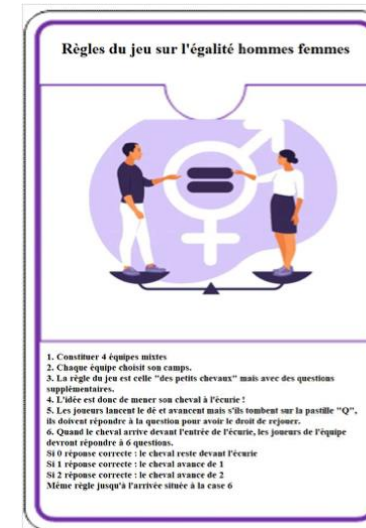 Règles du jeu sur l'égalité hommes femmes
1. Constituer 4 équipes mixtes
2. Chaque équipe choisit son camps.
3. La règle du jeu est celle "des petits chevaux" mais avec des questions
supplémentaires.
4. L'idée est donc de mener son cheval à l'écurie !
5. Les joueurs lancent le dé et avancent mais s'ils tombent sur la pastille "Q",
ils doivent répondre à la question pour avoir le droit de rejouer.
6. Quand le cheval arrive devant l'entrée de l'écurie, les joueurs de l'équipe
devront répondre à 6 questions.
Si 0 réponse correcte : le cheval reste devant l'écurie
Si 1 réponse correcte : le cheval avance de 1
Si 2 réponse correcte : le cheval avance de 2
Même règle jusqu'à l'arrivée située à la case 6